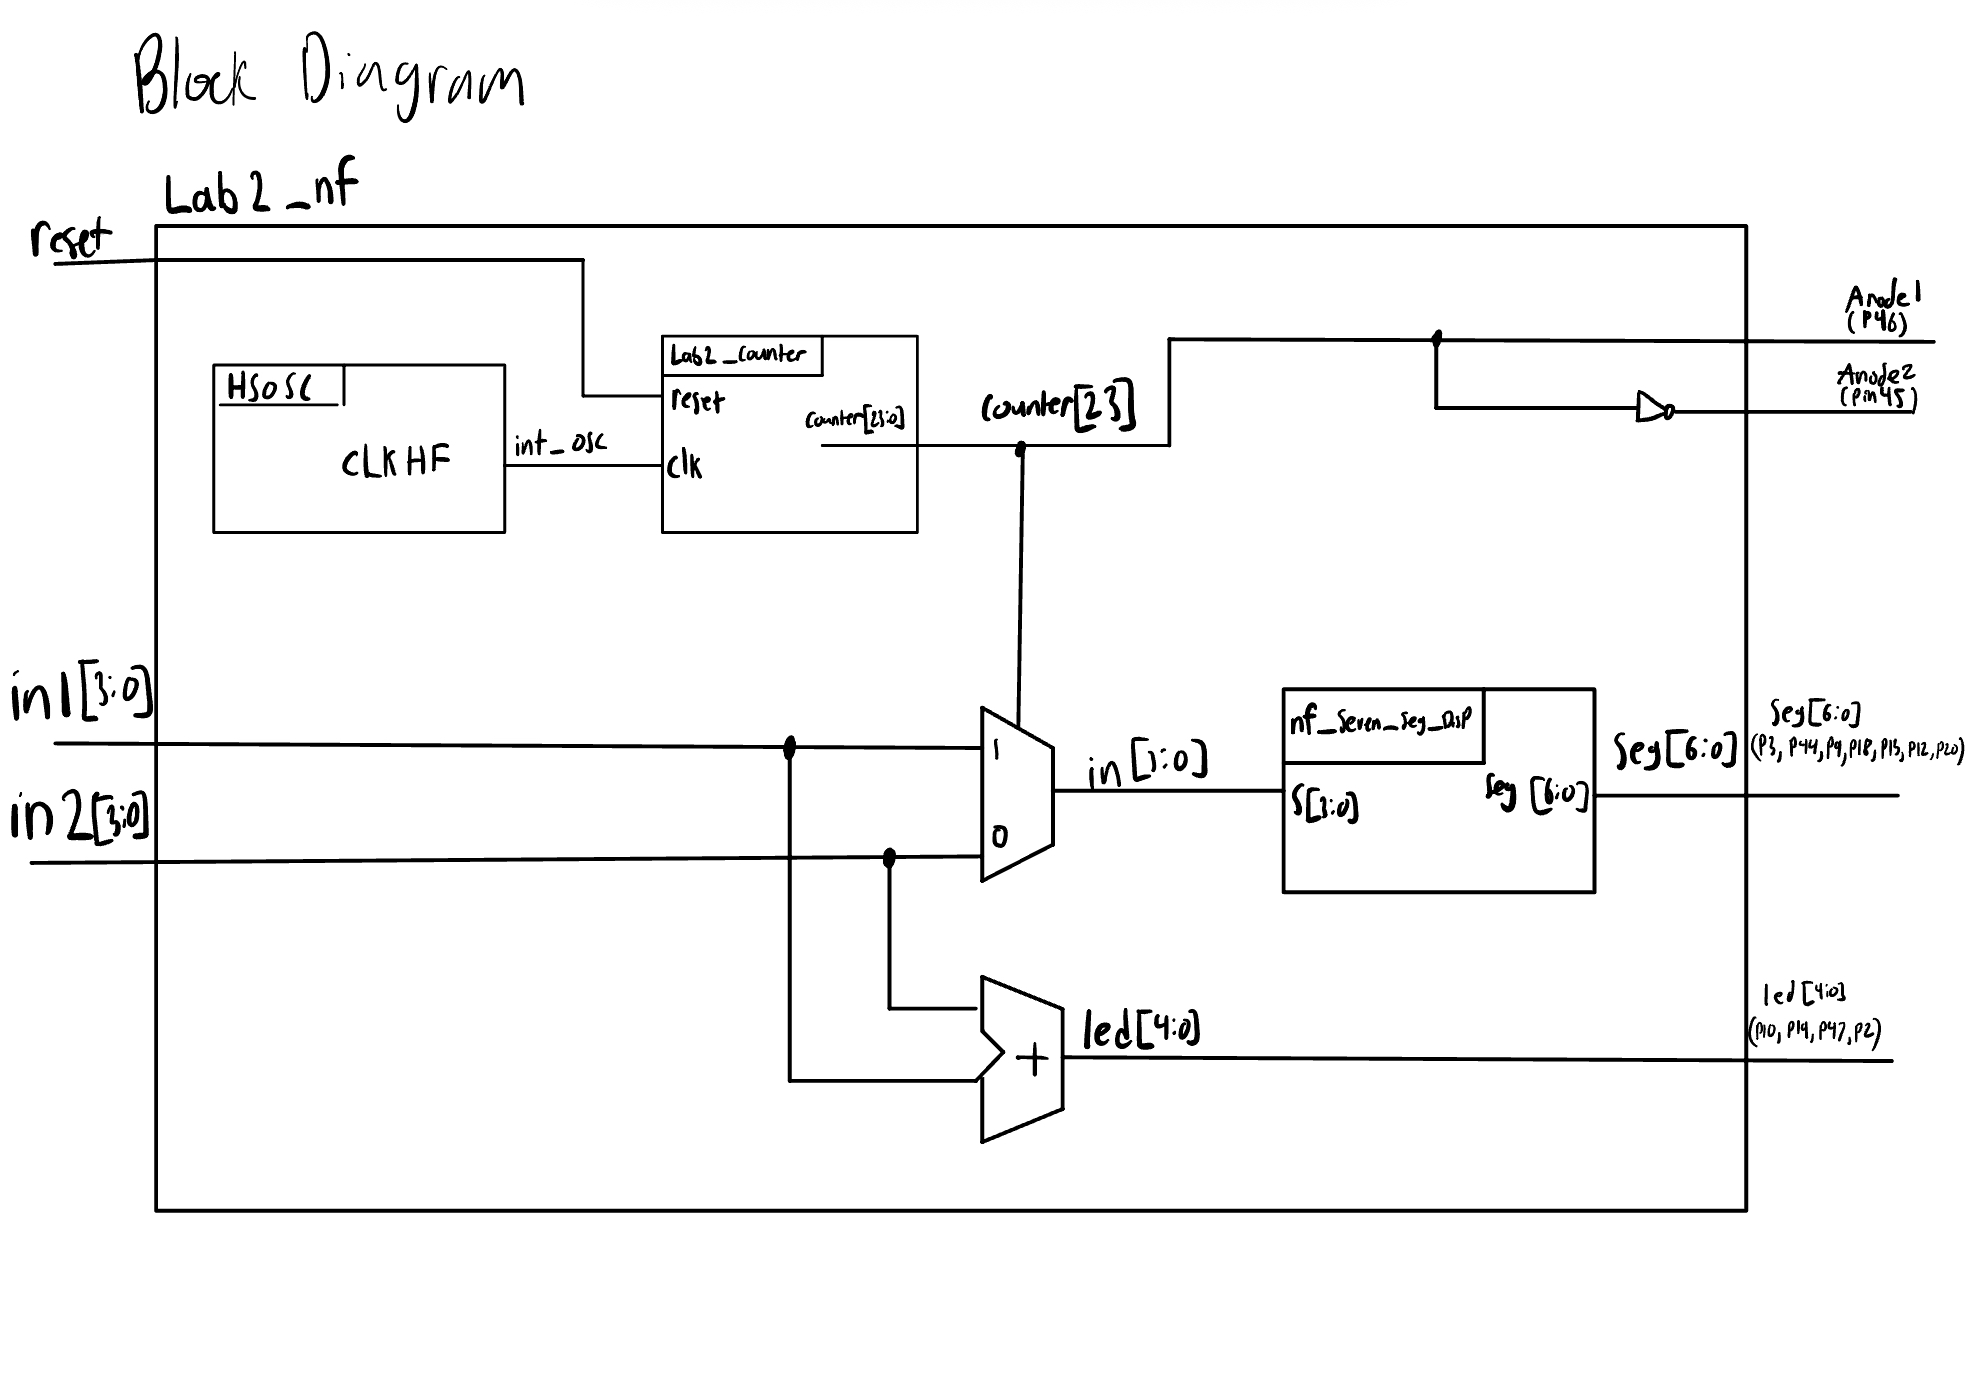 Block Diagram
Lab2_nf
reset
Anode1
(P46)
Anode2
(Pin45)
Lab2_Counter
HSOSC
reset
counter[23:0]
counter[23]
int_osc
CLKHF
clk
in1[3:0]
1
in[3:0]
nf_Seven_Seg_Disp
Seg[6:0]
Seg[6:0]
(P3, P44, P9, P18, P13, P12, P20)
in2[3:0]
0
S[3:0]
Seg[6:0]
led[4:0]
+
led[4:0]
(P10, P19, P47, P2)